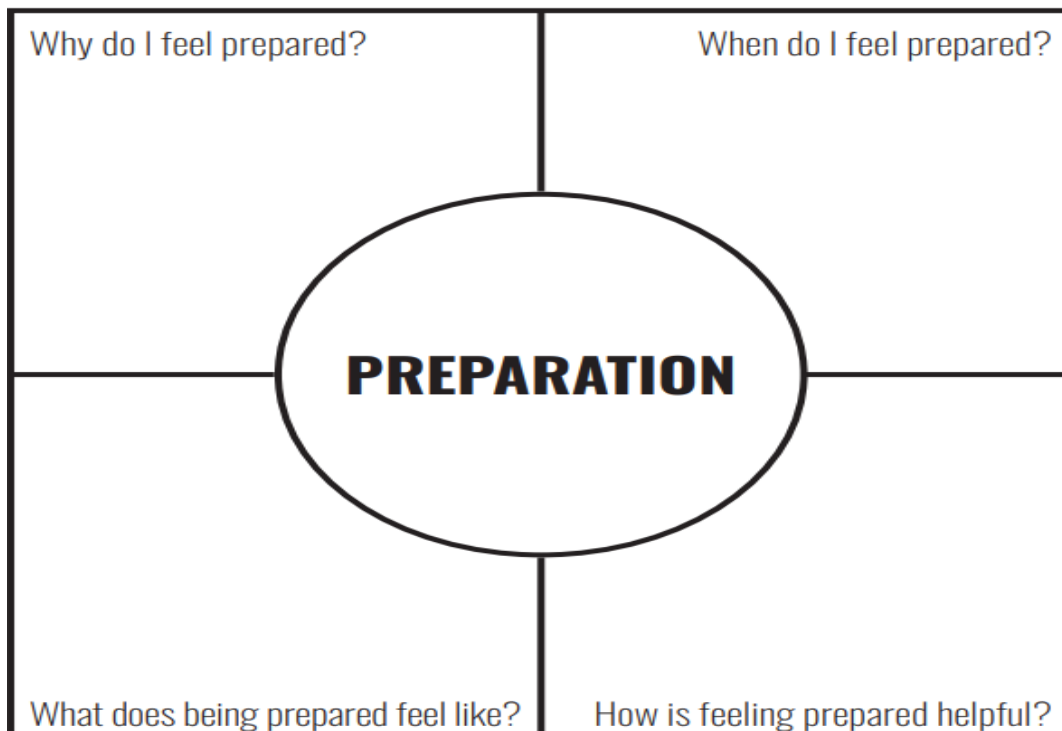 Why do I feel prepared?
When do I feel prepared?
PREPARATION
What does being prepared feel like?
How is feeling prepared helpful?